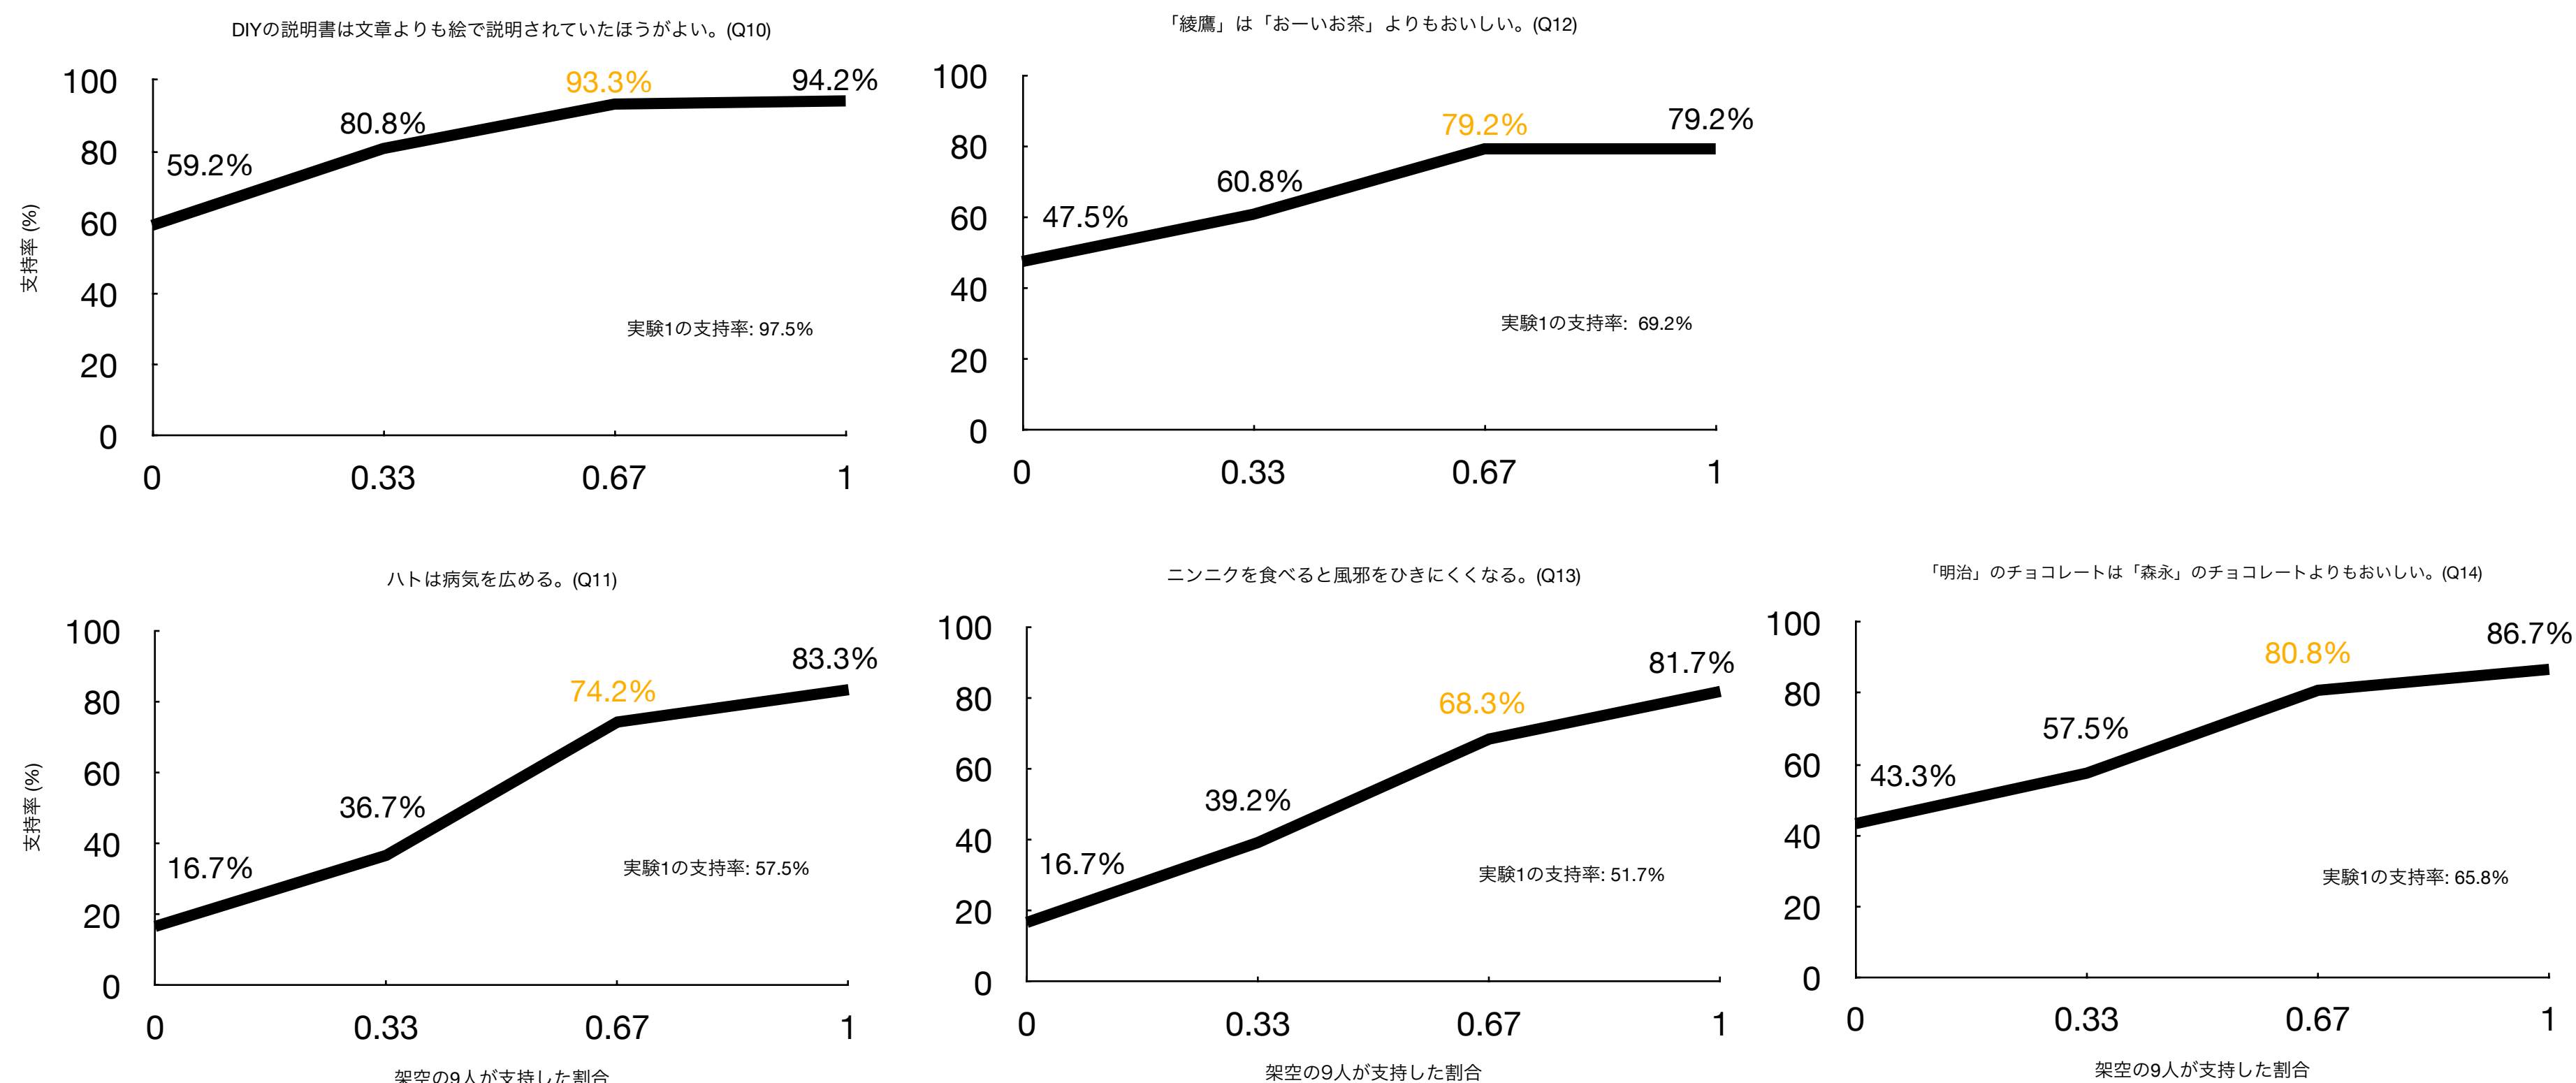 DIYの説明書は文章よりも絵で説明されていたほうがよい。(Q10)
支持率 (%)
100
80
60
40
20
0
59.2%
80.8%
93.3%
94.2%
実験1の支持率: 97.5%
0 0.33 0.67 1
「綾鷹」は「おーいお茶」よりもおいしい。(Q12)
100
80
60
40
20
0
47.5%
60.8%
79.2%
79.2%
実験1の支持率: 69.2%
0 0.33 0.67 1
ハトは病気を広める。(Q11)
支持率 (%)
100
80
60
40
20
0
16.7%
36.7%
74.2%
83.3%
実験1の支持率: 57.5%
0 0.33 0.67 1
架空の9人が支持した割合
ニンニクを食べると風邪をひきにくくなる。(Q13)
100
80
60
40
20
0
16.7%
39.2%
68.3%
81.7%
実験1の支持率: 51.7%
0 0.33 0.67 1
架空の9人が支持した割合
「明治」のチョコレートは「森永」のチョコレートよりもおいしい。(Q14)
100
80
60
40
20
0
43.3%
57.5%
80.8%
86.7%
実験1の支持率: 65.8%
0 0.33 0.67 1
架空の9人が支持した割合